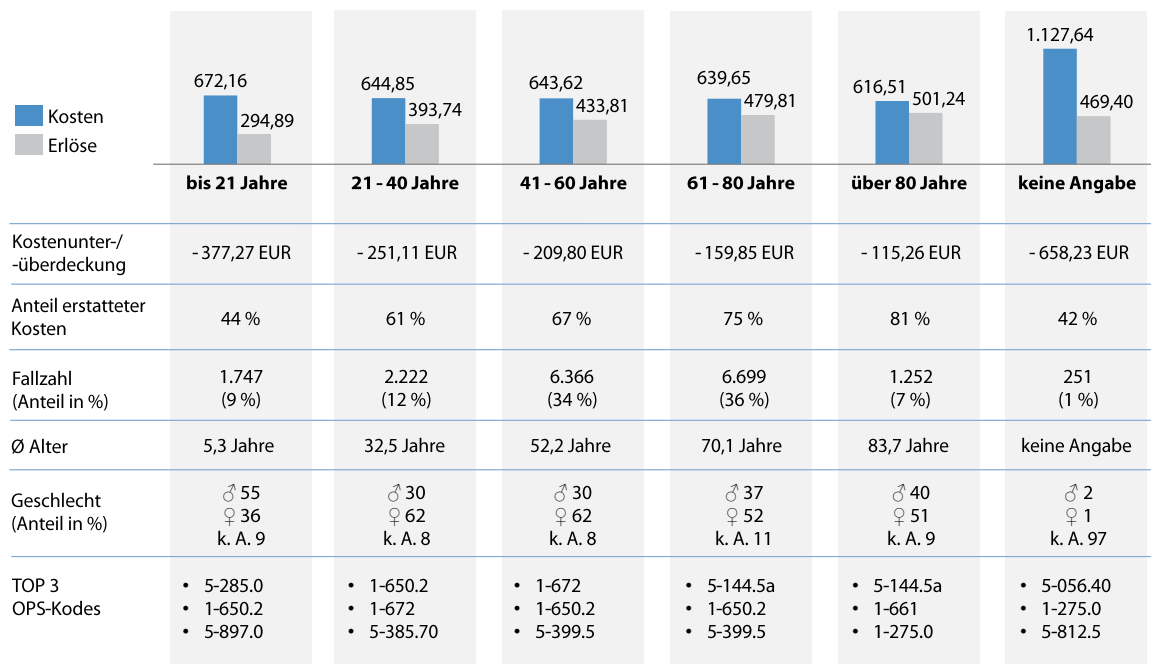 1.127,64
672,16
644,85
643,62
639,65
616,51
501,24
479,81
469,40
433,81
393,74
294,89
Kosten
Erlöse
bis 21 Jahre 21 - 40 Jahre 41 - 60 Jahre 61 - 80 Jahre über 80 Jahre keine Angabe
Kostenunter-/
-überdeckung
- 377,27 EUR - 251,11 EUR - 209,80 EUR - 159,85 EUR - 115,26 EUR - 658,23 EUR
Anteil erstatteter
Kosten
44 % 61 % 67 % 75 % 81 % 42 %
Fallzahl 1.747 2.222 6.366 6.699 1.252 251
(Anteil in %) (9 %) (12 %) (34 %) (36 %) (7 %) (1 %)
Ø Alter 5,3 Jahre 32,5 Jahre 52,2 Jahre 70,1 Jahre 83,7 Jahre keine Angabe
Geschlecht
(Anteil in %)
♂ 55 ♂ 30 ♂ 30 ♂ 37 ♂ 40 ♂ 2
♀ 36 ♀ 62 ♀ 62 ♀ 52 ♀ 51 ♀ 1
k. A. 9 k. A. 8 k. A. 8 k. A. 11 k. A. 9 k. A. 97
TOP 3 • 5-285.0 • 1-650.2 • 1-672 • 5-144.5a • 5-144.5a • 5-056.40
OPS-Kodes • 1-650.2 • 1-672 • 1-650.2 • 1-650.2 • 1-661 • 1-275.0
• 5-897.0 • 5-385.70 • 5-399.5 • 5-399.5 • 1-275.0 • 5-812.5